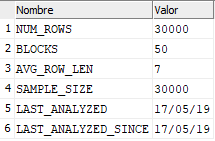 Nombre Valor
1 NUM_ROWS 30000
2 BLOCKS 50
3 AVG_ROW_LEN 7
4 SAMPLE_SIZE 30000
5 LAST_ANALYZED 17/05/19
6 LAST_ANALYZED_SINCE 17/05/19